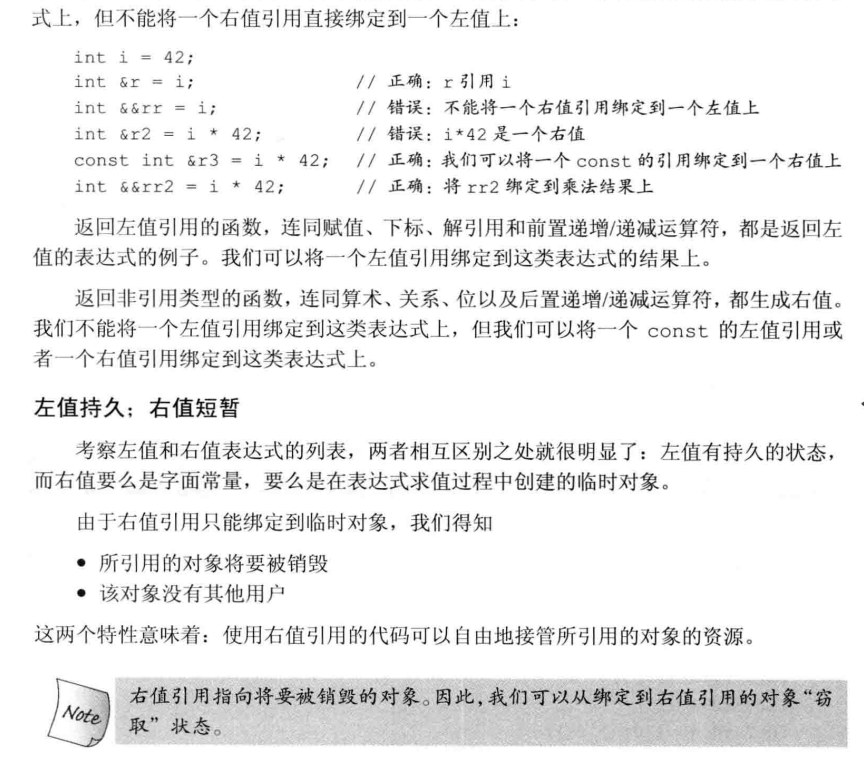 式上，但不能将一个右值引用直接绑定到一个左值上：
int i = 42;
int &r = i; // 正确：r 引用 i
int &&rr = i; // 错误：不能将一个右值引用绑定到一个左值上
int &r2 = i * 42; // 错误：i*42 是一个右值
const int &r3 = i * 42; // 正确：我们可以将一个 const 的引用绑定到一个右值上
int &&rr2 = i * 42; // 正确：将 rr2 绑定到乘法结果上
返回左值引用的函数，连同赋值、下标、解引用和前置递增/递减运算符，都是返回左
值的表达式的例子。我们可以将一个左值引用绑定到这类表达式的结果上。
返回非引用类型的函数，连同算术、关系、位以及后置递增/递减运算符，都生成右值。
我们不能将一个左值引用绑定到这类表达式上，但我们可以将一个 const 的左值引用或
者一个右值引用绑定到这类表达式上。
左值持久；右值短暂
考察左值和右值表达式的列表，两者相互区别之处就很明显了：左值有持久的状态，
而右值要么是字面常量，要么是在表达式求值过程中创建的临时对象。
由于右值引用只能绑定到临时对象，我们得知
● 所引用的对象将要被销毁
● 该对象没有其他用户
这两个特性意味着：使用右值引用的代码可以自由地接管所引用的对象的资源。
Note
右值引用指向将要被销毁的对象。因此，我们可以从绑定到右值引用的对象“窃
取”状态。